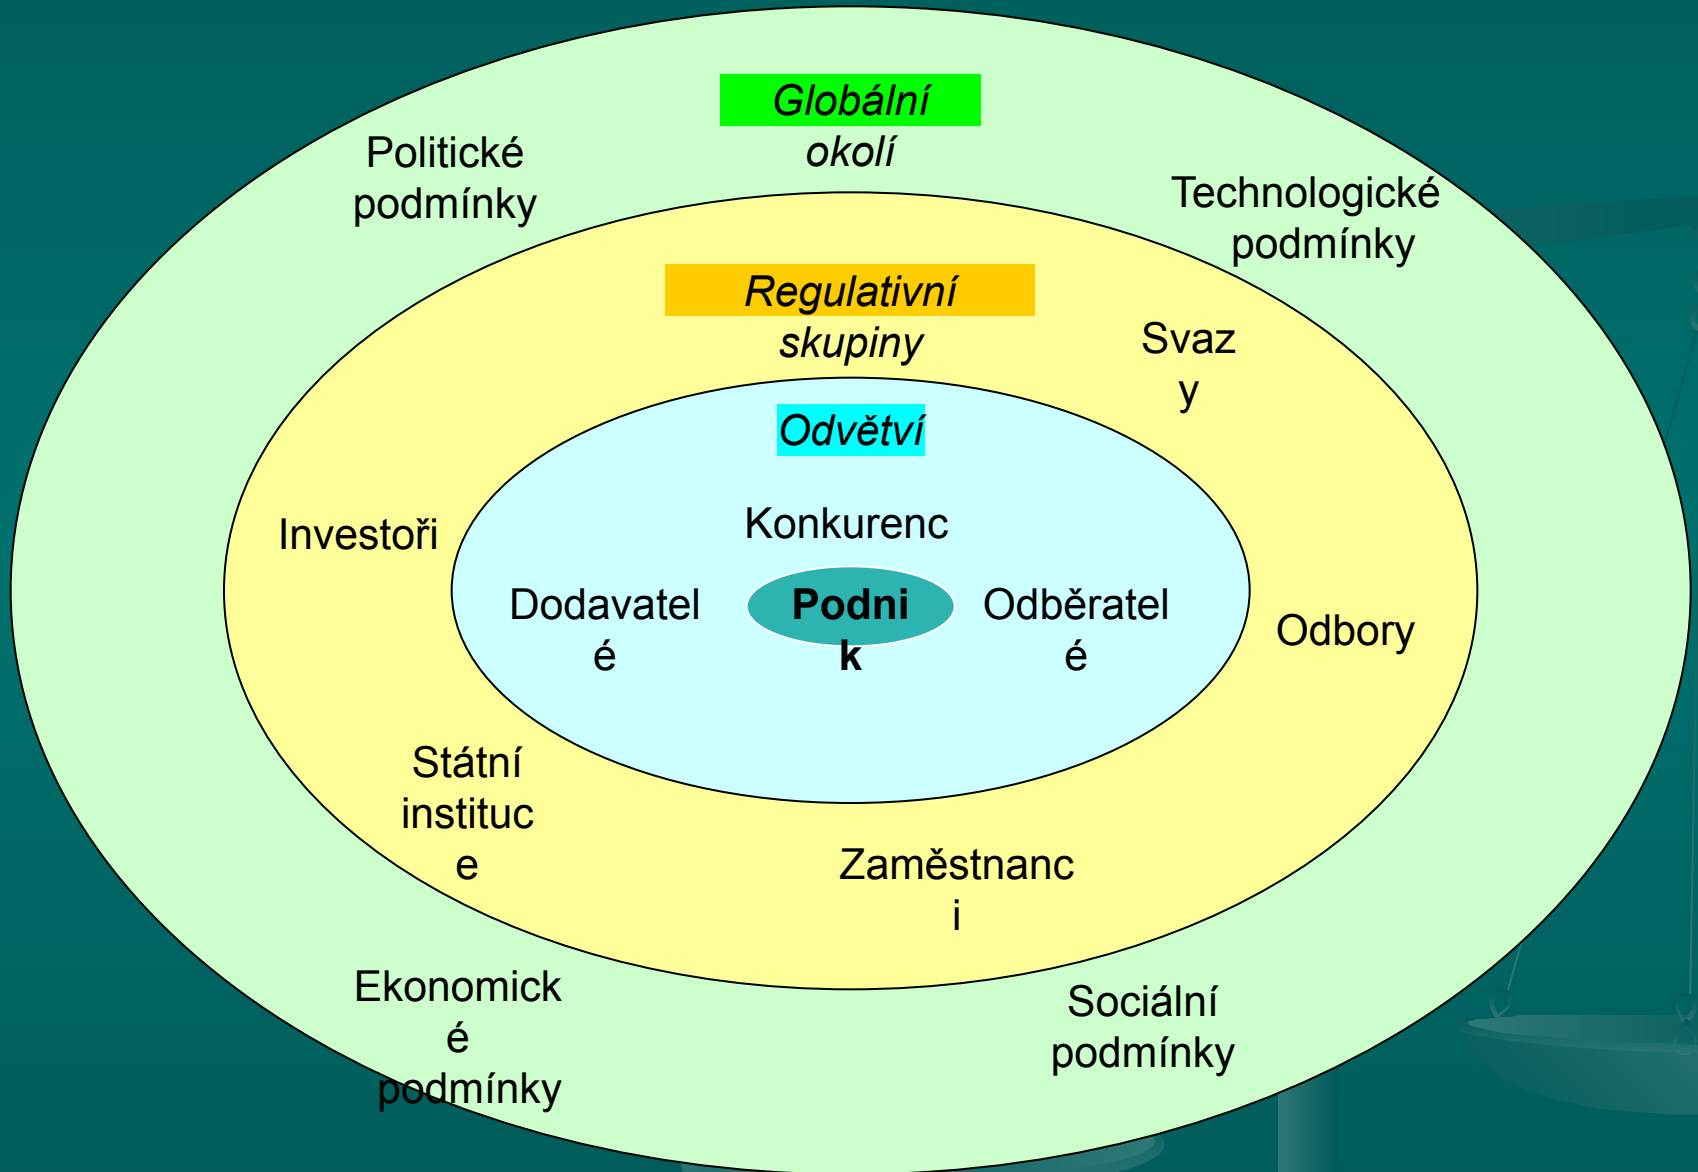 Globální
okolí
Politické
podmínky
Technologické
podmínky
Regulativní
skupiny
Svaz
y
Odvětví
Investoři
Konkurenc
Dodavatel
é
Podni
k
Odběratel
é
Odbory
Státní
instituc
e
Zaměstnanc
i
Ekonomick
é
podmínky
Sociální
podmínky